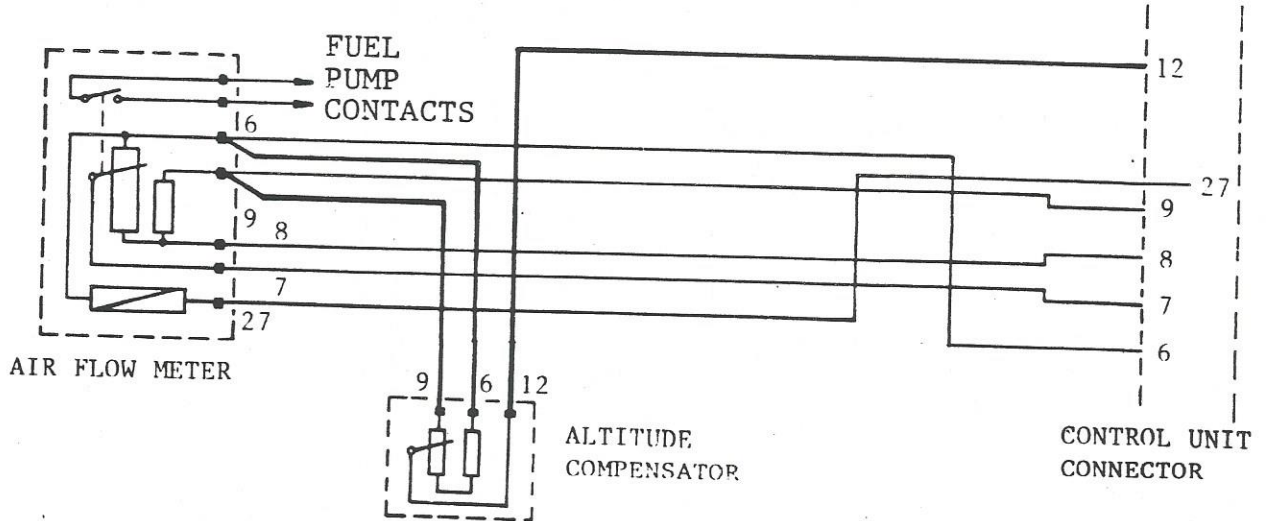 FUEL
PUMP
CONTACTS
12
6
27
9
9
8
8
7
7
27
6
AIR FLOW METER
9 6 12
ALTITUDE
COMPENSATOR
CONTROL UNIT
CONNECTOR